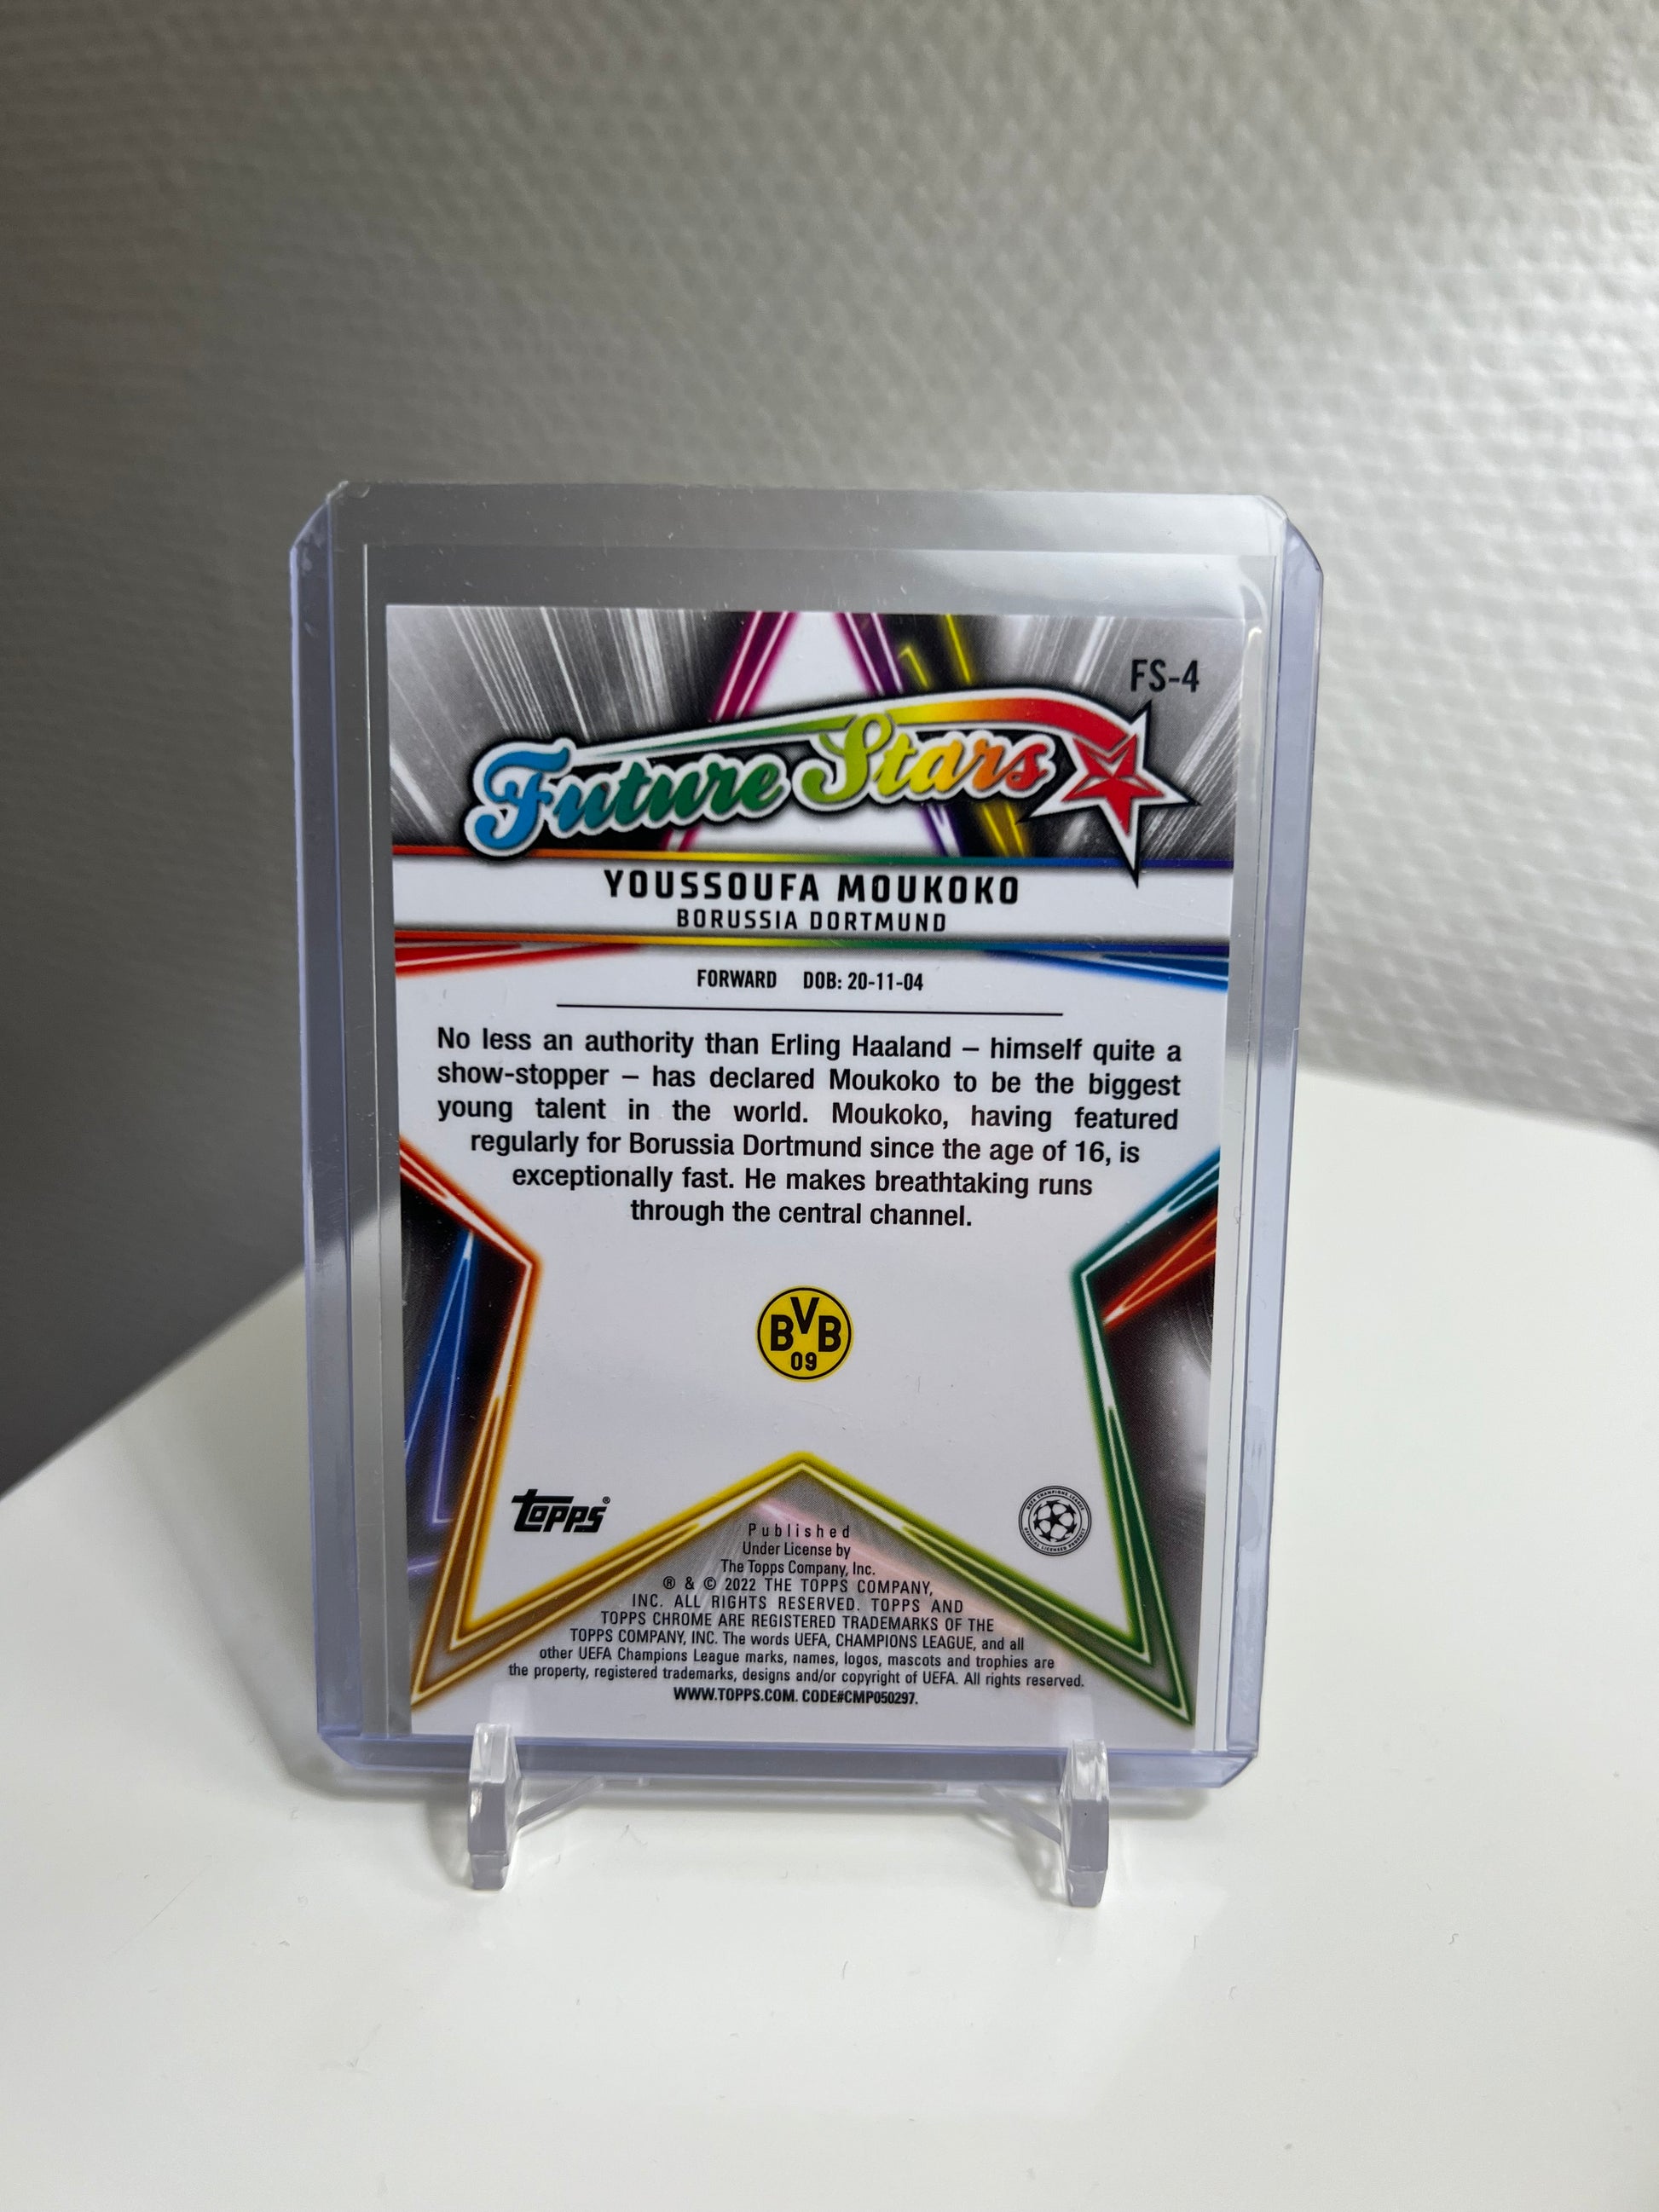 FS-4
Future Stars
YOUSSOUFA MOUKOKO
BORUSSIA DORTMUND
FORWARD DOB: 20-11-04
No less an authority than Erling Haaland – himself quite a
show-stopper – has declared Moukoko to be the biggest
young talent in the world. Moukoko, having featured
regularly for Borussia Dortmund since the age of 16, is
exceptionally fast. He makes breathtaking runs
through the central channel.
BVB
09
Topps®
UEFA CHAMPIONS LEAGUE
OFFICIAL LICENSED PRODUCT
Published
Under License by
The Topps Company, Inc.
® & © 2022 THE TOPPS COMPANY,
INC. ALL RIGHTS RESERVED. TOPPS AND
TOPPS CHROME ARE REGISTERED TRADEMARKS OF THE
TOPPS COMPANY, INC. The words UEFA, CHAMPIONS LEAGUE, and all
other UEFA Champions League marks, names, logos, mascots and trophies are
the property, registered trademarks, designs and/or copyright of UEFA. All rights reserved.
WWW.TOPPS.COM. CODE#CMP050297.